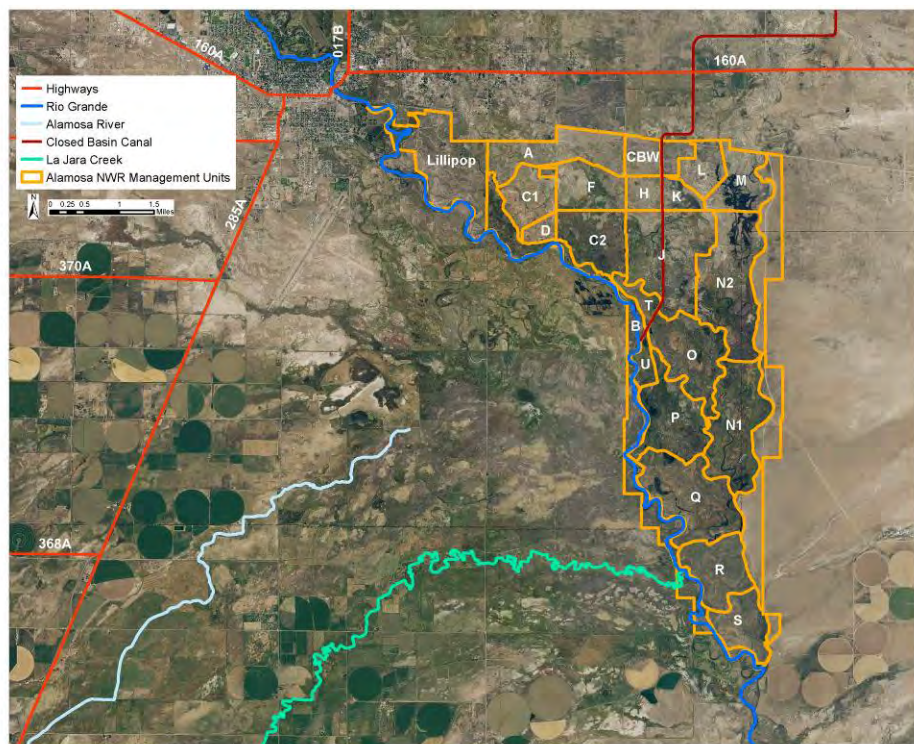 160A
017B
160A
Highways
Rio Grande
Alamosa River
Closed Basin Canal
La Jara Creek
Alamosa NWR Management Units
N
0 0.25 0.5 1 1.5
Miles
285A
370A
368A
Lillipop
A
CBW
L
M
C1
F
H
K
D
C2
J
N2
T
B
O
U
P
N1
Q
R
S